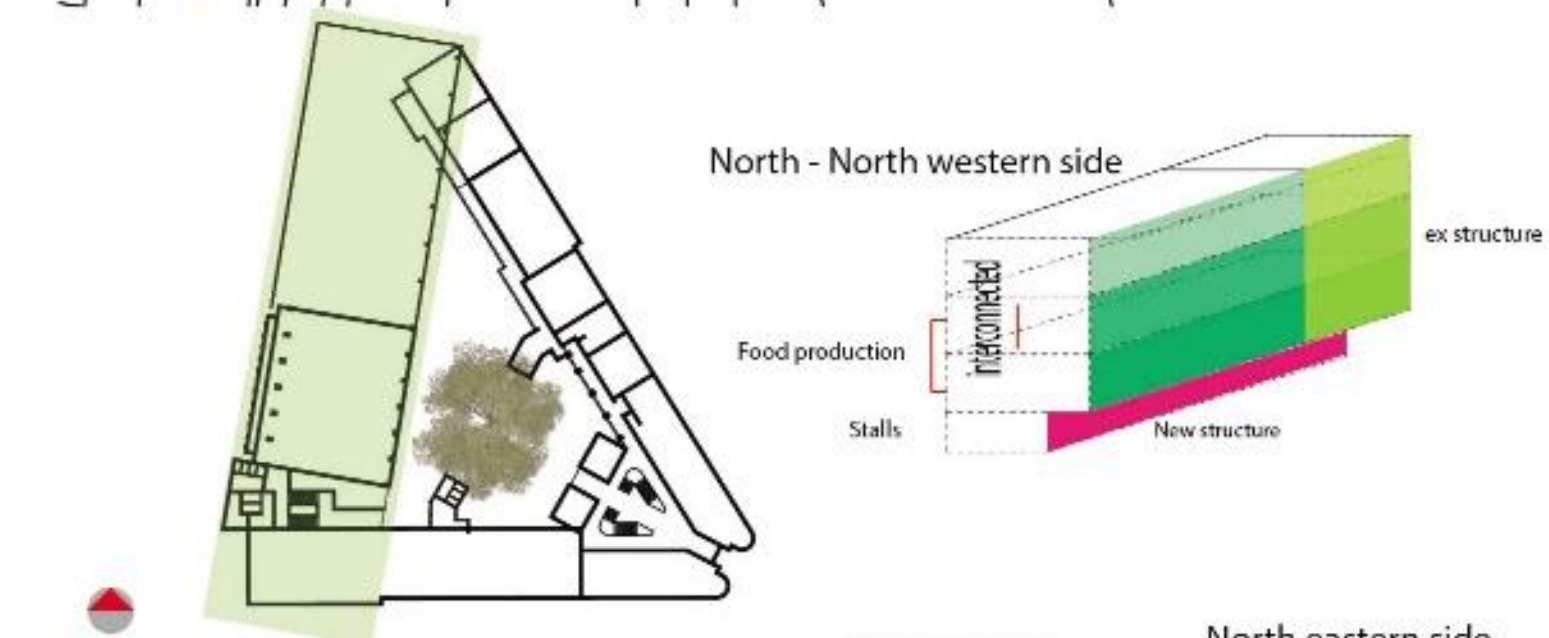 North - North western side
ex structure
interconnected
Food production
Stalls
New structure
North eastern side